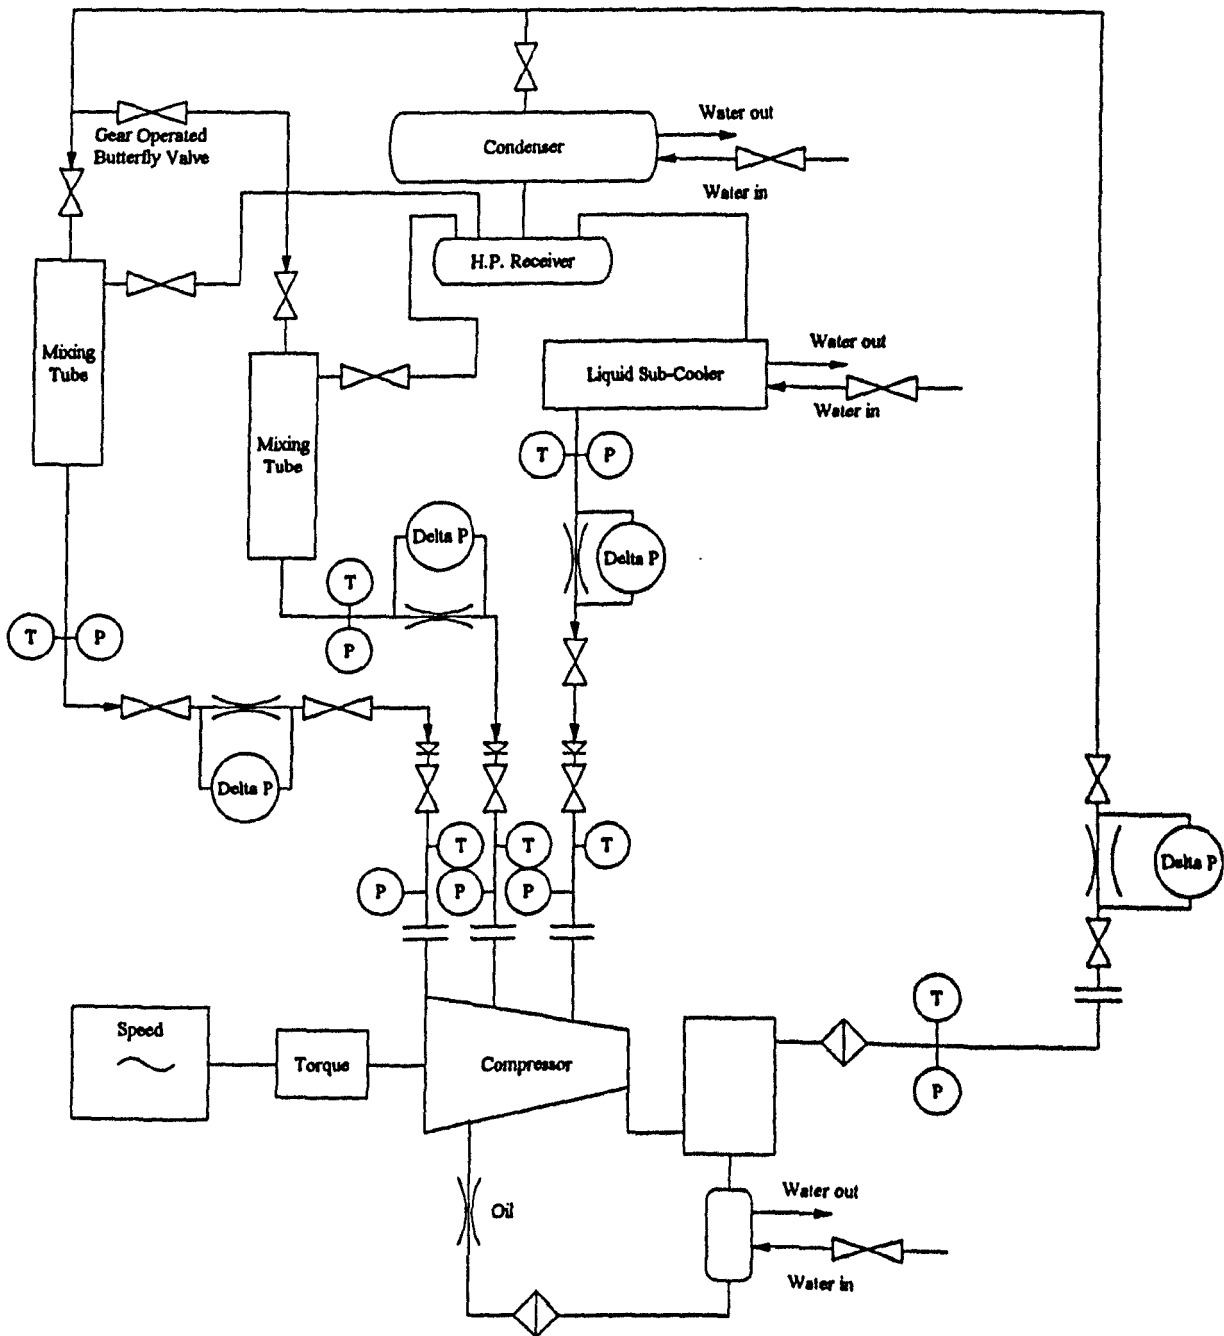 Water out
Gear Operated
Butterfly Valve
Condenser
Water in
H.P. Receiver
Mixing
Tube
Water out
Liquid Sub-Cooler
Water in
Mixing
Tube
T
P
Delta P
Delta P
T
T
P
P
Delta P
T
T
T
Delta P
P
P
P
T
Speed
Torque
Compressor
P
Water out
Oil
Water in